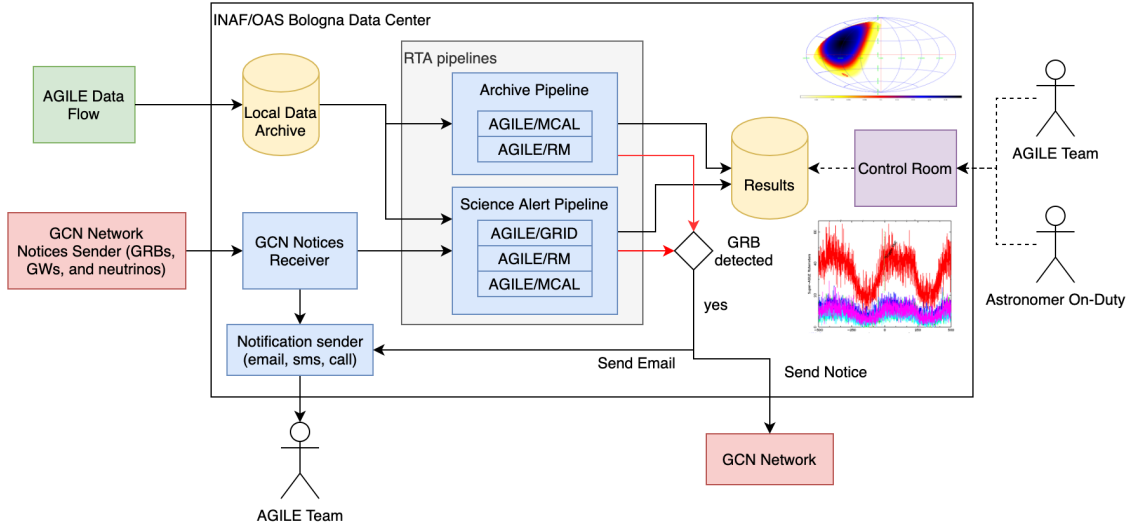 INAF/OAS Bologna Data Center
RTA pipelines
AGILE Data
Flow
Local Data
Archive
Archive Pipeline
AGILE/MCAL
AGILE/RM
Results
Control Room
AGILE Team
Science Alert Pipeline
AGILE/GRID
AGILE/RM
AGILE/MCAL
GCN Network
Notices Sender (GRBs,
GWs, and neutrinos)
GCN Notices
Receiver
GRB
detected
yes
Astronomer On-Duty
Notification sender
(email, sms, call)
Send Email
Send Notice
GCN Network
AGILE Team